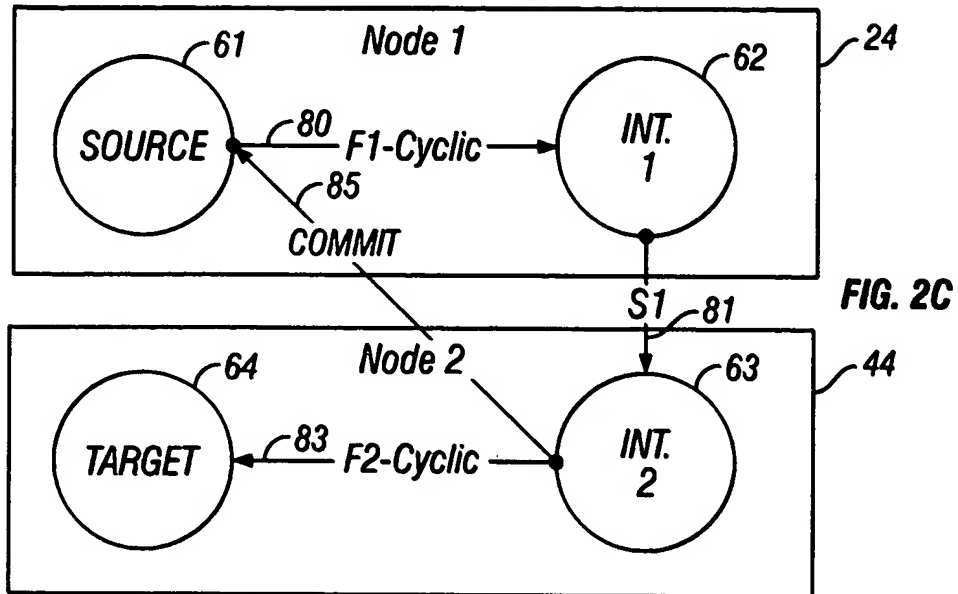 Node 1
24
61
62
SOURCE
80
F1-Cyclic
INT.
1
85
COMMIT
S1
81
FIG. 2C
Node 2
44
64
63
TARGET
83
F2-Cyclic
INT.
2